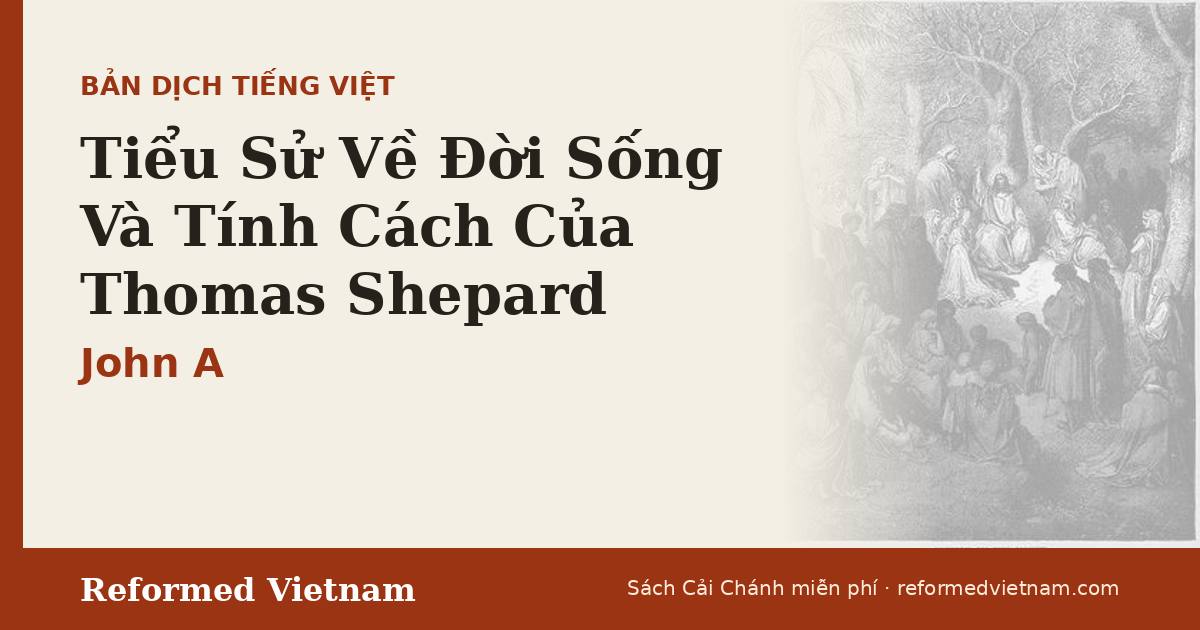 BẢN DỊCH TIẾNG VIỆT
Tiểu Sử Về Đời Sống
Và Tính Cách Của
Thomas Shepard
John A
Reformed Vietnam
Sách Cải Chánh miễn phí · reformedvietnam.com